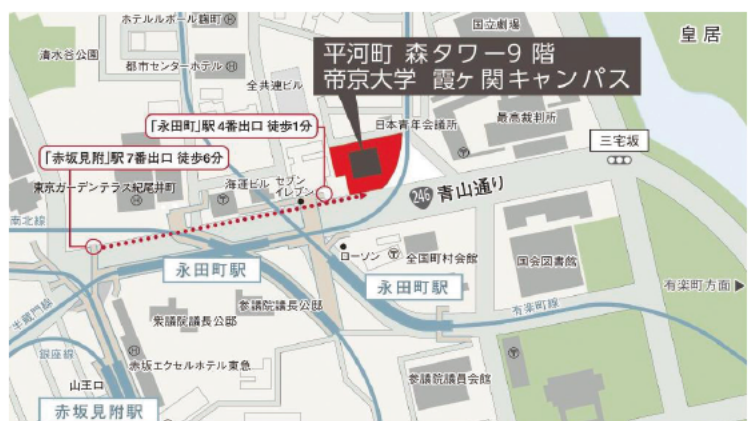 ホテルルポール麹町
国立劇場
皇居
清水谷公園
都市センターホテル
平河町 森タワー9 階
帝京大学 霞ヶ関キャンパス
全共連ビル
「永田町」駅 4番出口 徒歩1分
日本青年会議所
最高裁判所
三宅坂
「赤坂見附」駅 7番出口 徒歩6分
東京ガーデンテラス紀尾井町
海運ビル
セブン
イレブン
246 青山通り
南北線
ローソン
全国町村会館
国会図書館
永田町駅
永田町駅
有楽町方面
半蔵門線
衆議院議長公邸
参議院議長公邸
有楽町線
銀座線
赤坂エクセルホテル東急
山王口
参議院議員会館
赤坂見附駅